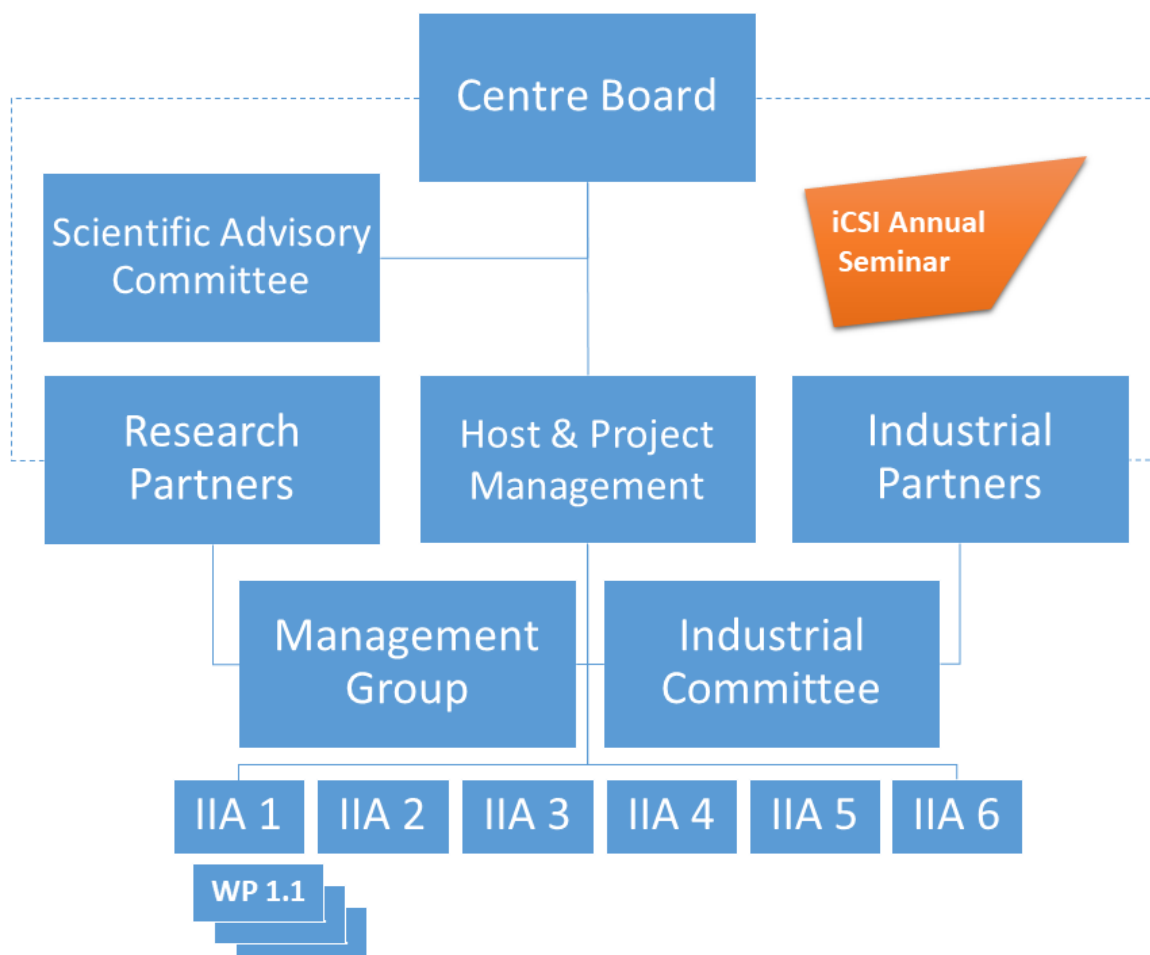 Centre Board
Scientific Advisory
Committee
iCSI Annual
Seminar
Research
Partners
Host & Project
Management
Industrial
Partners
Management
Group
Industrial
Committee
IIA 1
IIA 2
IIA 3
IIA 4
IIA 5
IIA 6
WP 1.1